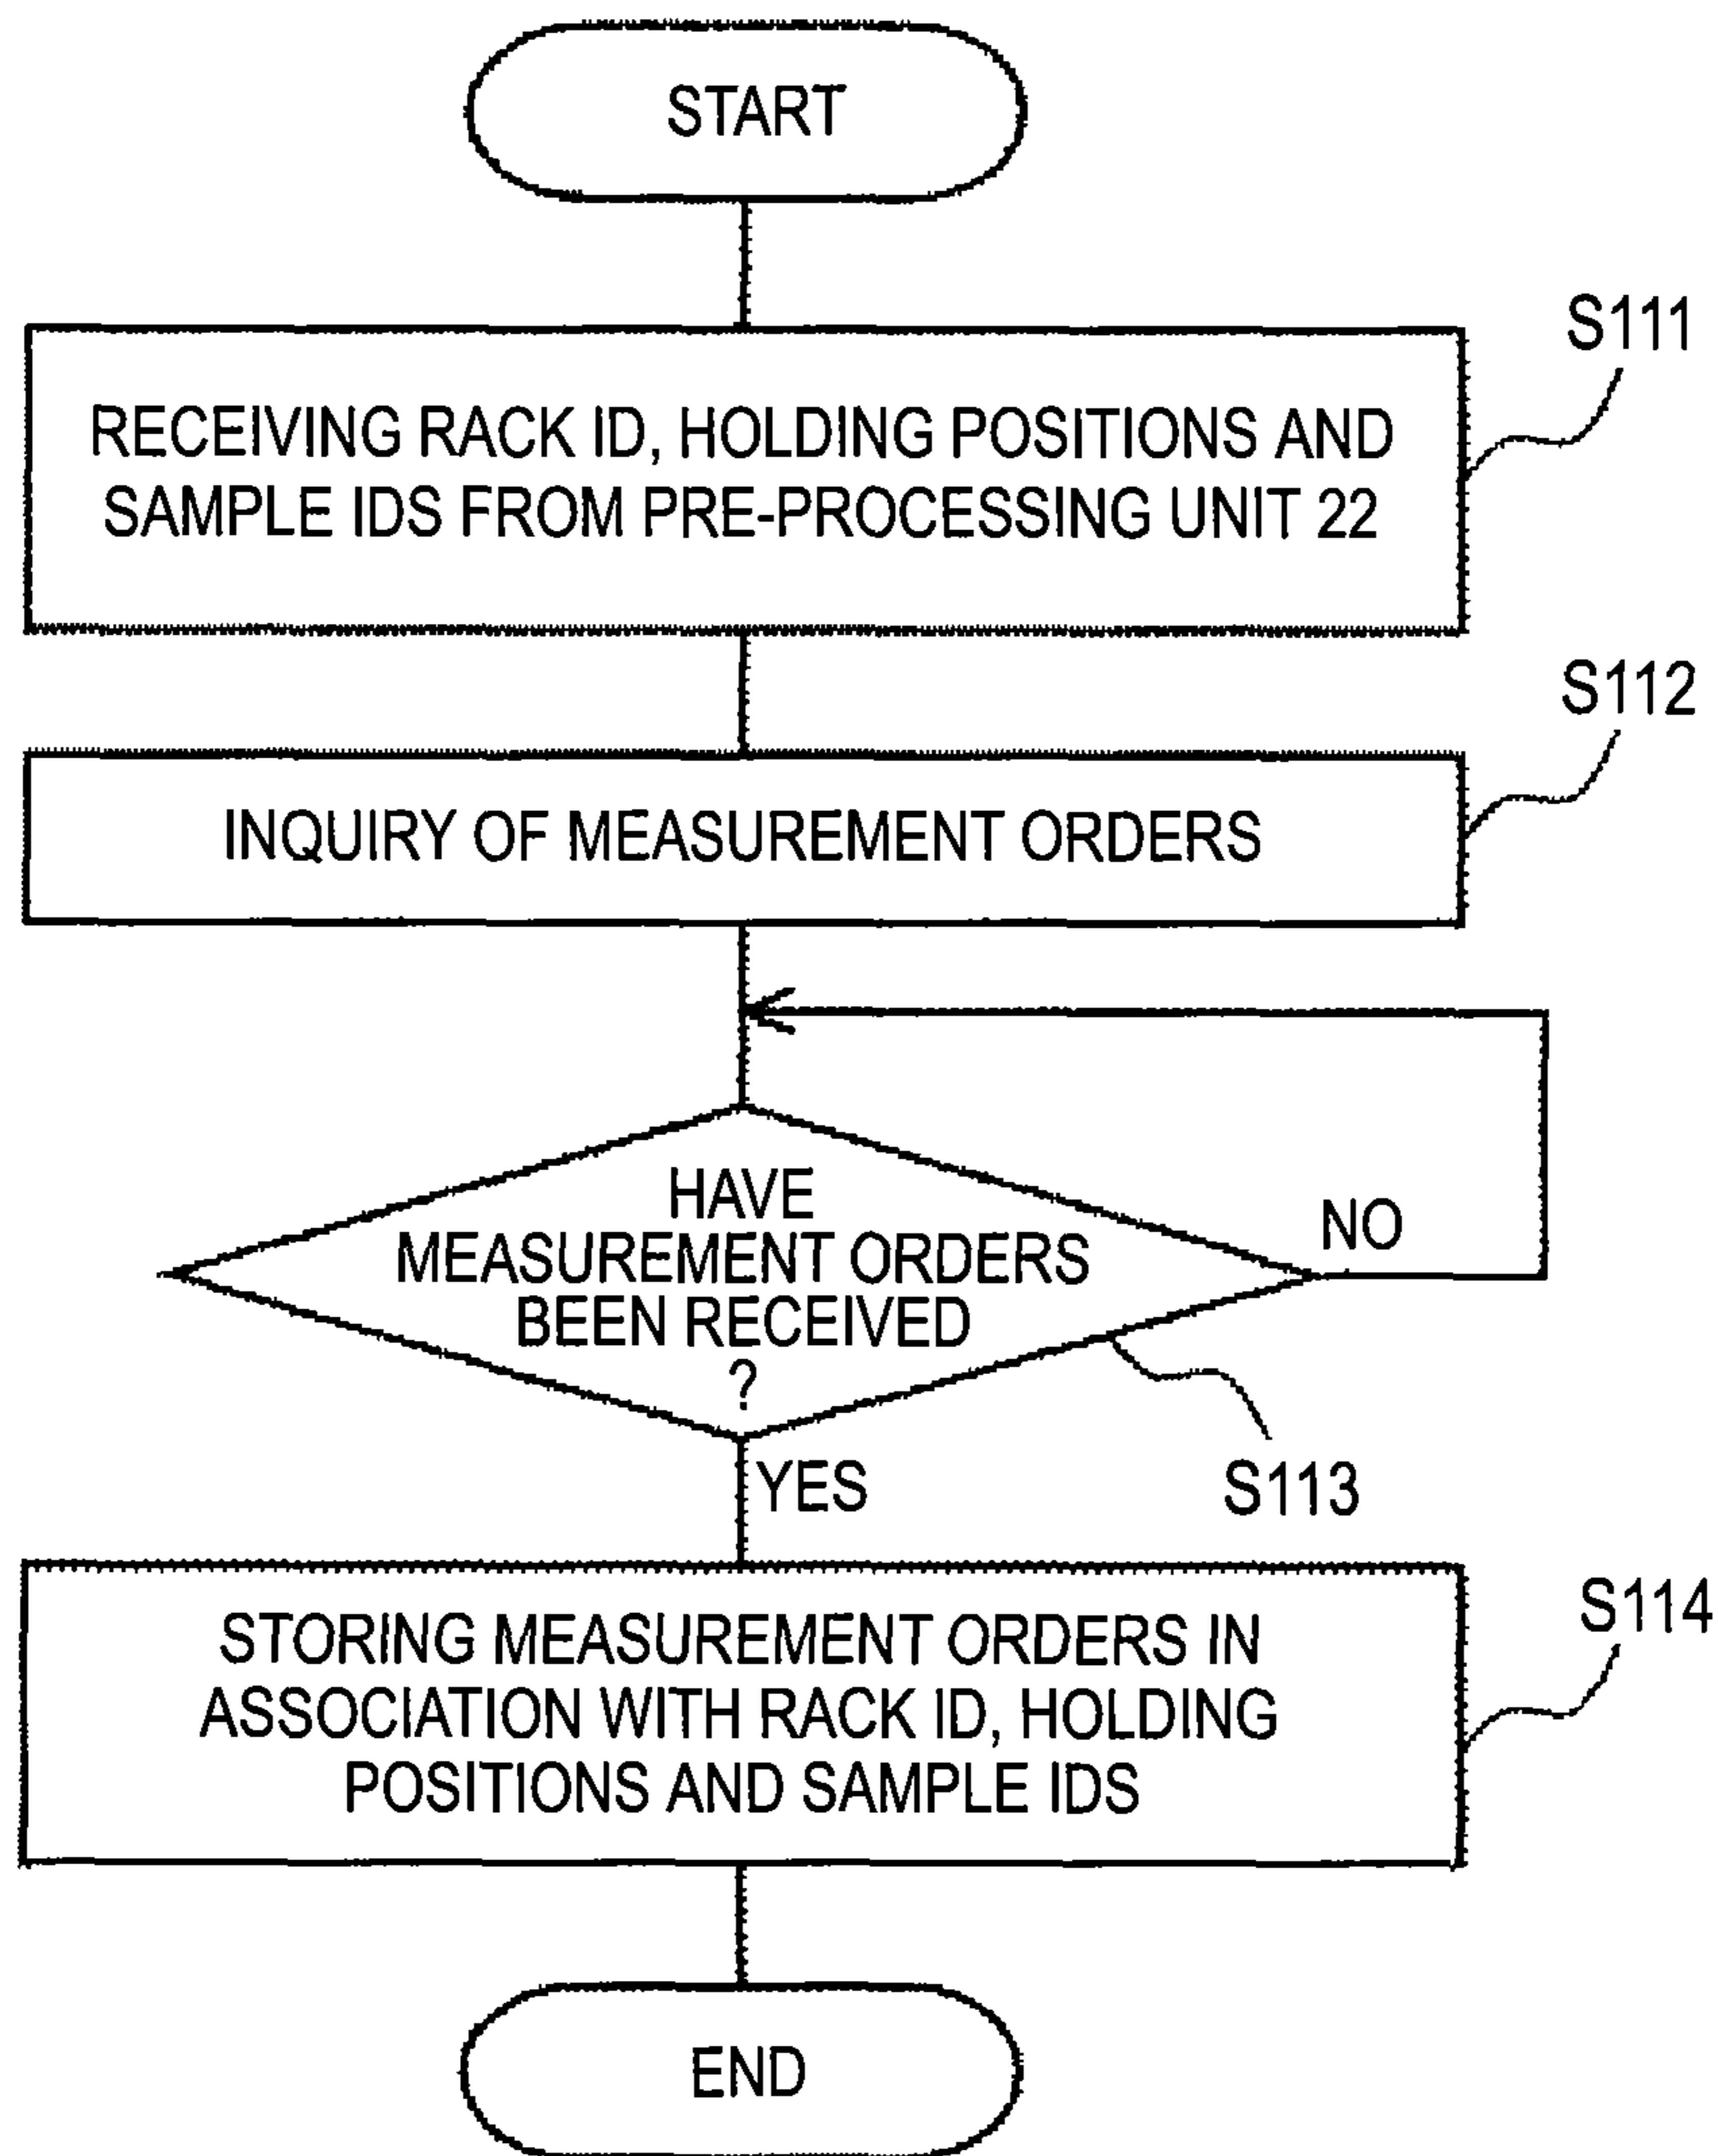 START
S111
RECEIVING RACK ID, HOLDING POSITIONS AND
SAMPLE IDS FROM PRE-PROCESSING UNIT 22
S112
INQUIRY OF MEASUREMENT ORDERS
HAVE
MEASUREMENT ORDERS
BEEN RECEIVED
?
NO
YES
S113
S114
STORING MEASUREMENT ORDERS IN
ASSOCIATION WITH RACK ID, HOLDING
POSITIONS AND SAMPLE IDS
END